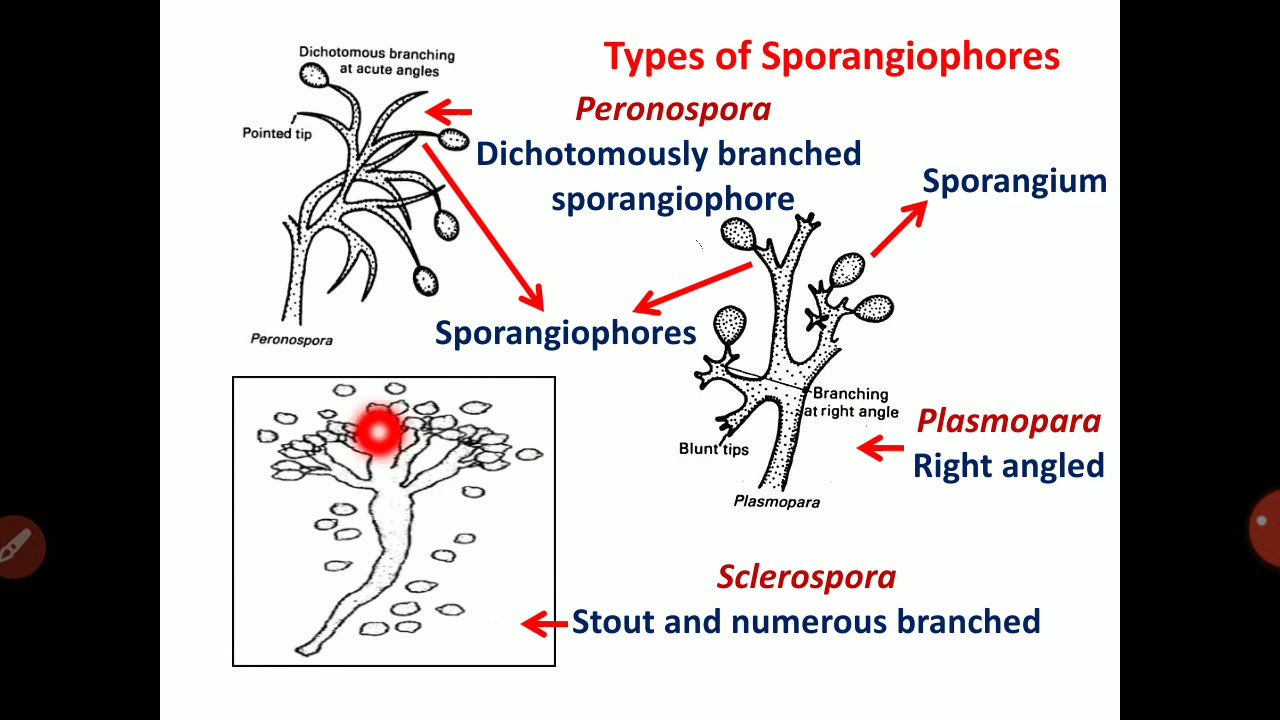 Types of Sporangiophores
Dichotomous branching
at acute angles
Pointed tip
Peronospora
Dichotomously branched
sporangiophore
Sporangium
Sporangiophores
Peronospora
Branching
at right angle
Blunt tips
Plasmopara
Plasmopara
Right angled
Sclerospora
Stout and numerous branched